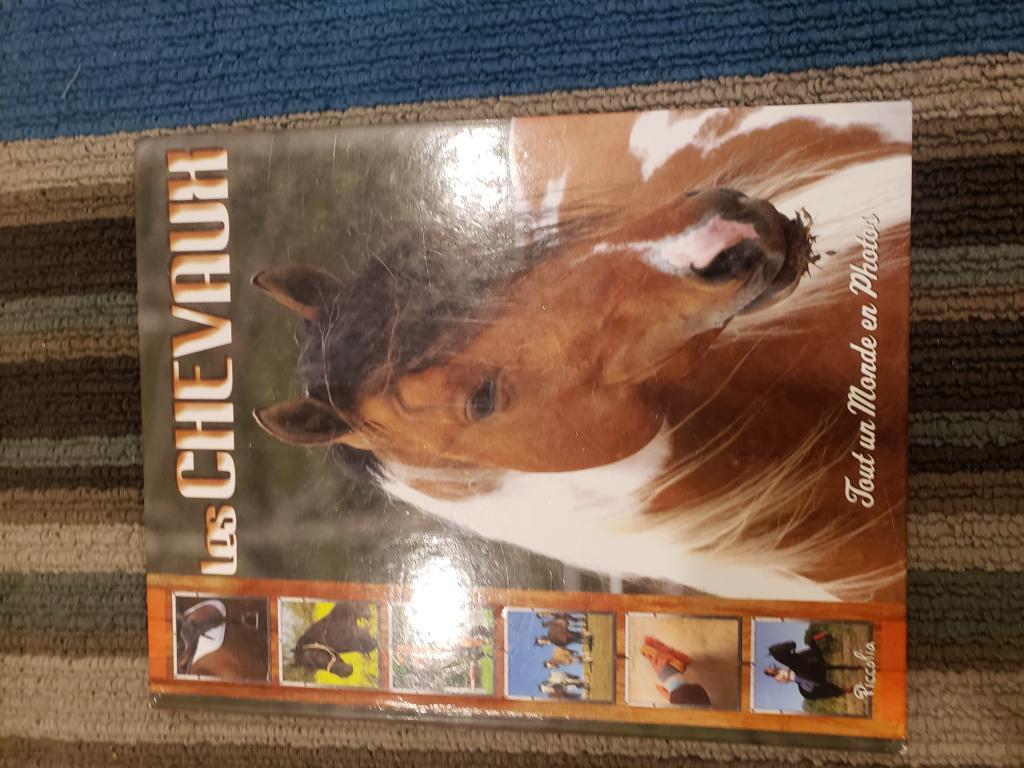 Les CHEVAUX
Tout un Monde en Photos
Piccolia